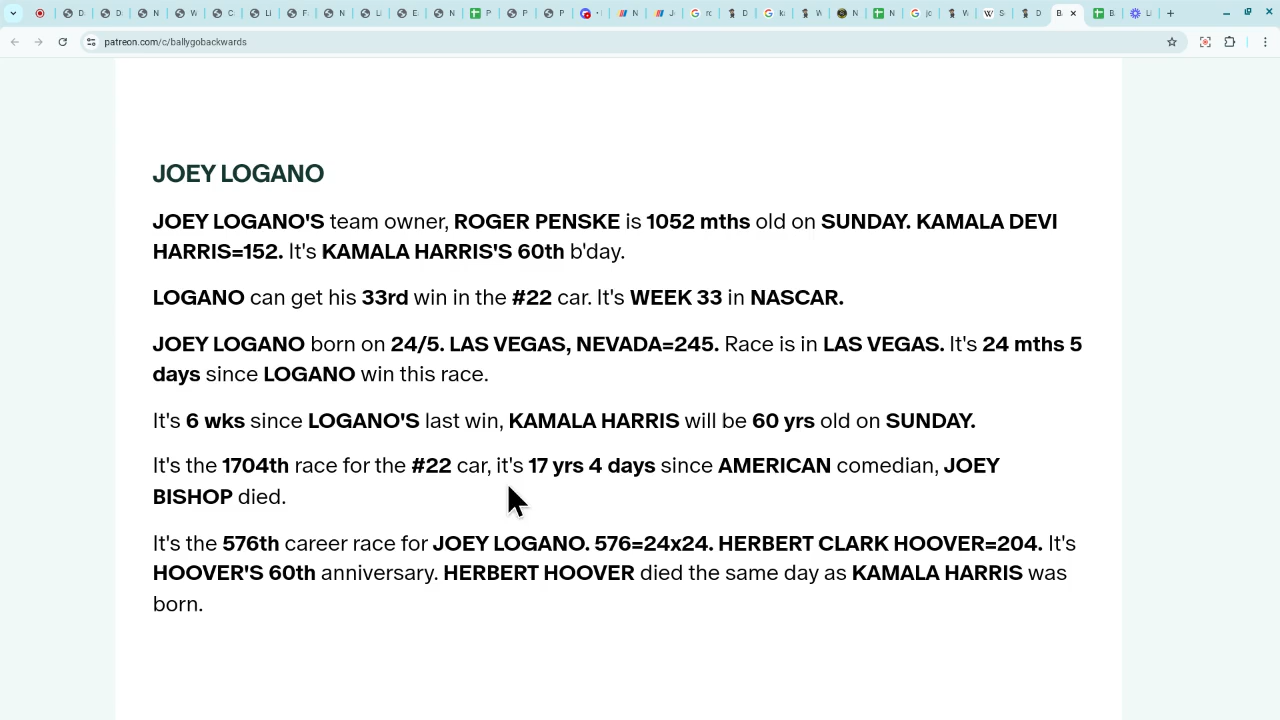 D
D
N
W
C
Li
F
N
Li
E
N
P
P
P
N
J
G rc
D
G k
W
N
N
G jc
W
W S
D
B
B
Li
patreon.com/c/ballygobackwards
JOEY LOGANO
JOEY LOGANO'S team owner, ROGER PENSKE is 1052 mths old on SUNDAY. KAMALA DEVI
HARRIS=152. It's KAMALA HARRIS'S 60th b'day.
LOGANO can get his 33rd win in the #22 car. It's WEEK 33 in NASCAR.
JOEY LOGANO born on 24/5. LAS VEGAS, NEVADA=245. Race is in LAS VEGAS. It's 24 mths 5
days since LOGANO win this race.
It's 6 wks since LOGANO'S last win, KAMALA HARRIS will be 60 yrs old on SUNDAY.
It's the 1704th race for the #22 car, it's 17 yrs 4 days since AMERICAN comedian, JOEY
BISHOP died.
It's the 576th career race for JOEY LOGANO. 576=24x24. HERBERT CLARK HOOVER=204. It's
HOOVER'S 60th anniversary. HERBERT HOOVER died the same day as KAMALA HARRIS was
born.